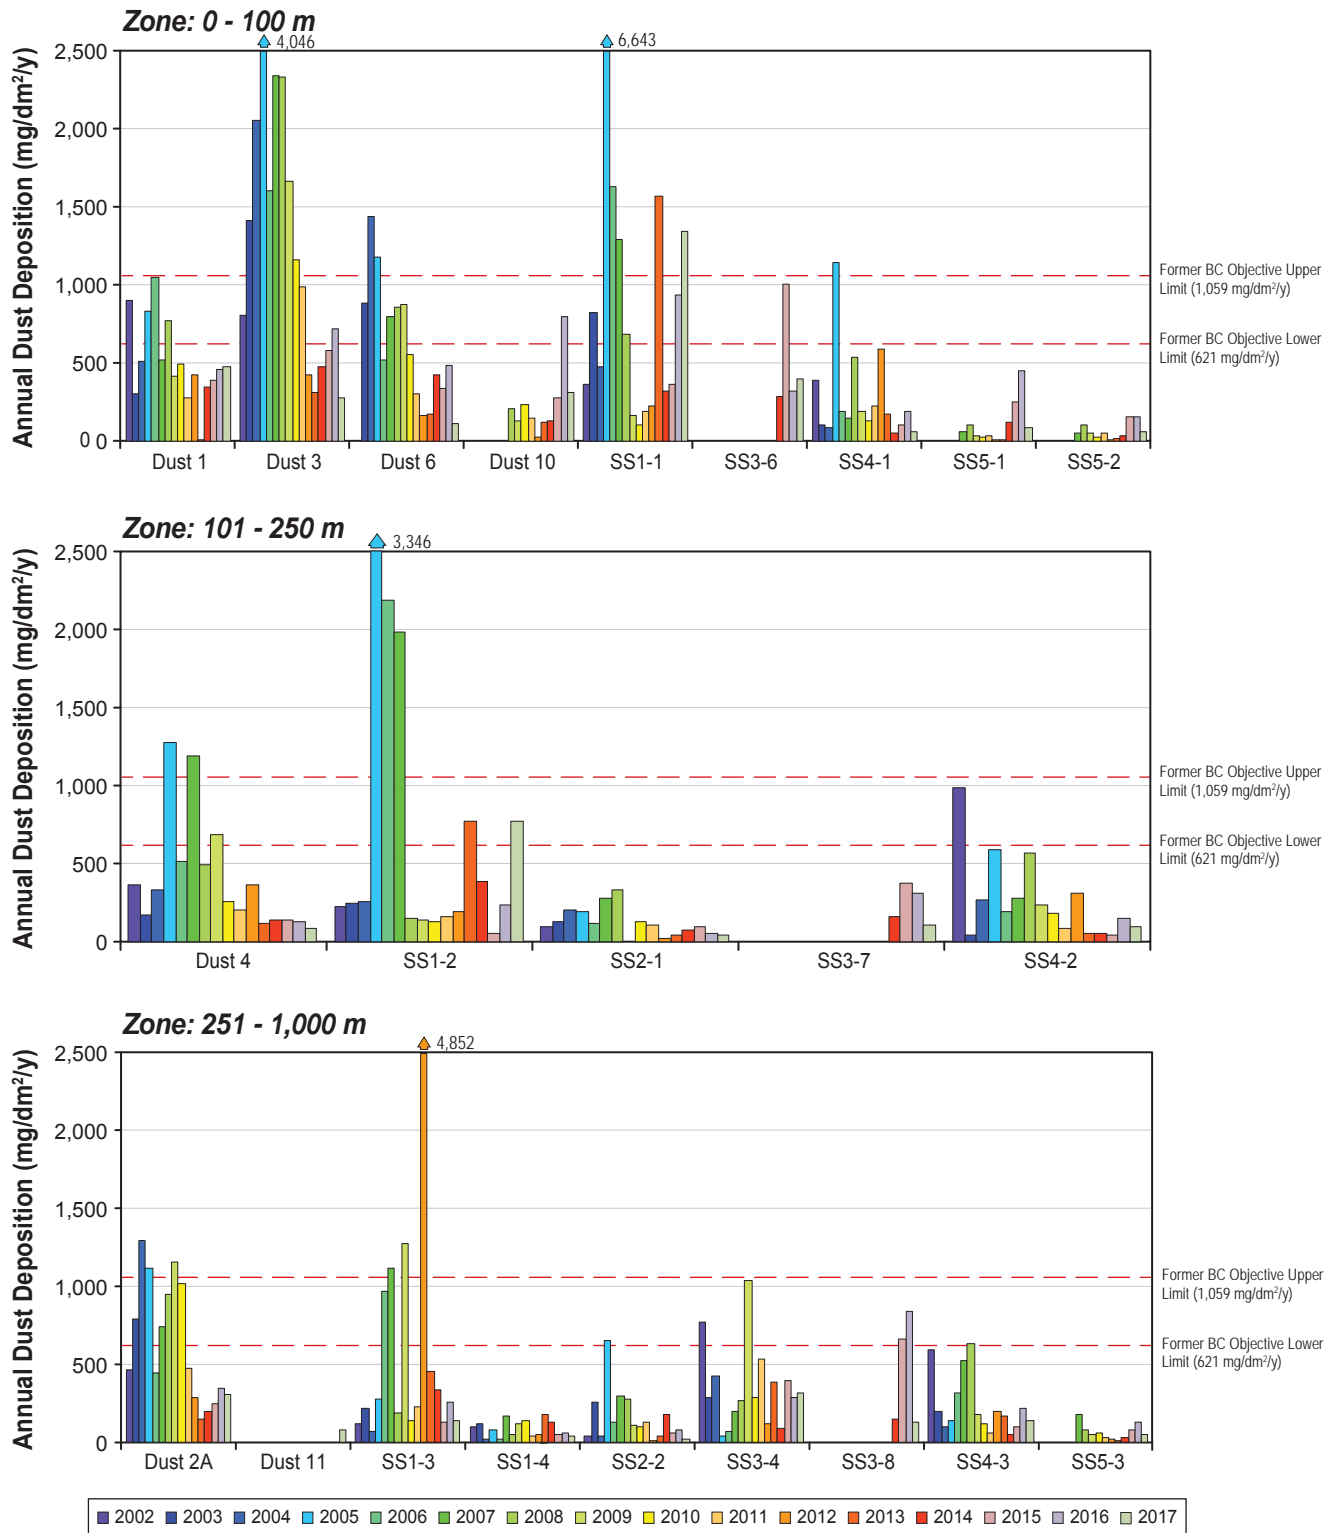 Zone: 0 - 100 m
4,046
6,643
Annual Dust Deposition (mg/dm²/y)
2,500
2,000
1,500
1,000
500
0 0
Former BC Objective Upper
Limit (1,059 mg/dm²/y)
Former BC Objective Lower
Limit (621 mg/dm²/y)
Dust 1 Dust 3 Dust 6 Dust 10 SS1-1 SS3-6 SS4-1 SS5-1 SS5-2
Zone: 101 - 250 m
3,346
Annual Dust Deposition (mg/dm²/y)
2,500
2,000
1,500
1,000
500
0
Former BC Objective Upper
Limit (1,059 mg/dm²/y)
Former BC Objective Lower
Limit (621 mg/dm²/y)
Dust 4 SS1-2 SS2-1 SS3-7 SS4-2
Zone: 251 - 1,000 m
4,852
Annual Dust Deposition (mg/dm²/y)
2,500
2,000
1,500
1,000
500
0
Former BC Objective Upper
Limit (1,059 mg/dm²/y)
Former BC Objective Lower
Limit (621 mg/dm²/y)
Dust 2A Dust 11 SS1-3 SS1-4 SS2-2 SS3-4 SS3-8 SS4-3 SS5-3
2002 2003 2004 2005 2006 2007 2008 2009 2010 2011 2012 2013 2014 2015 2016 2017